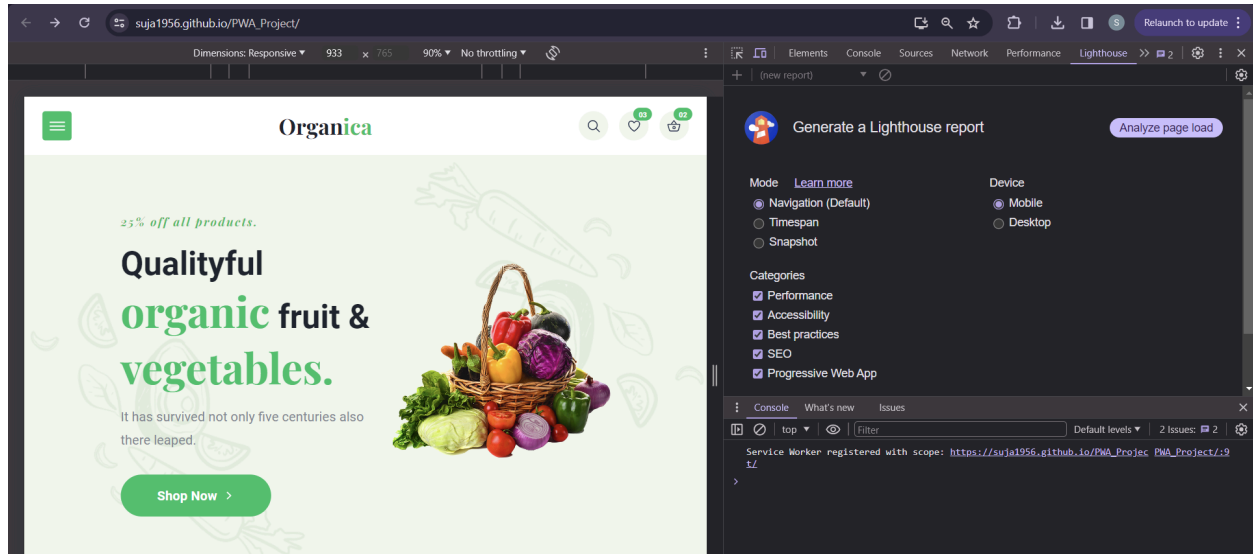 suja1956.github.io/PWA_Project/
S
Relaunch to update
Dimensions: Responsive 933 x 765 90% No throttling
Elements Console Sources Network Performance Lighthouse 2
(new report)
Organica
03
02
25% off all products.
Qualityful
organic fruit &
vegetables.
It has survived not only five centuries also
there leaped.
Shop Now
Generate a Lighthouse report
Analyze page load
Mode Learn more Device
Navigation (Default) Mobile
Timespan Desktop
Snapshot
Categories
Performance
Accessibility
Best practices
SEO
Progressive Web App
Console What's new Issues
top Filter Default levels 2 Issues: 2
Service Worker registered with scope: https://suja1956.github.io/PWA_Projec PWA_Project/:9
t/